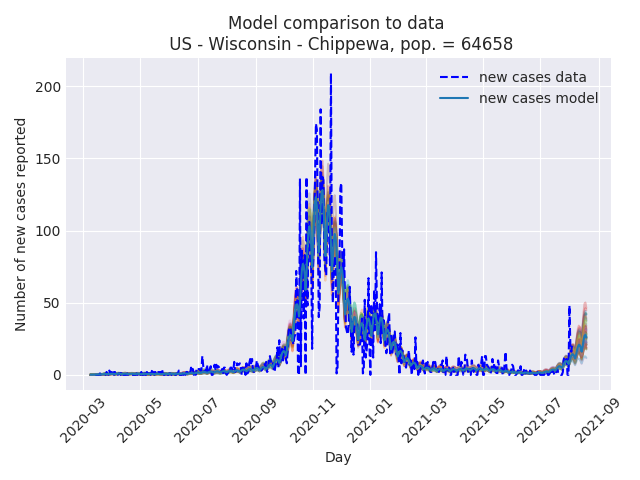 Model comparison to data
US - Wisconsin - Chippewa, pop. = 64658
new cases data
new cases model
Number of new cases reported
200
150
100
50
0
2020-03
2020-05
2020-07
2020-09
2020-11
2021-01
2021-03
2021-05
2021-07
2021-09
Day